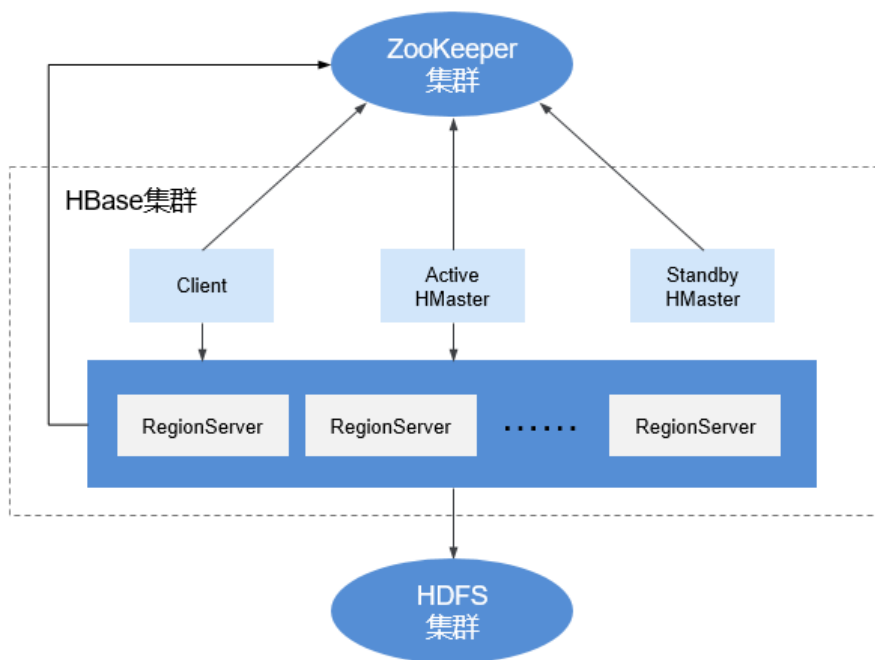 ZooKeeper
集群
HBase集群
Client
Active
HMaster
Standby
HMaster
RegionServer
RegionServer
······
RegionServer
HDFS
集群